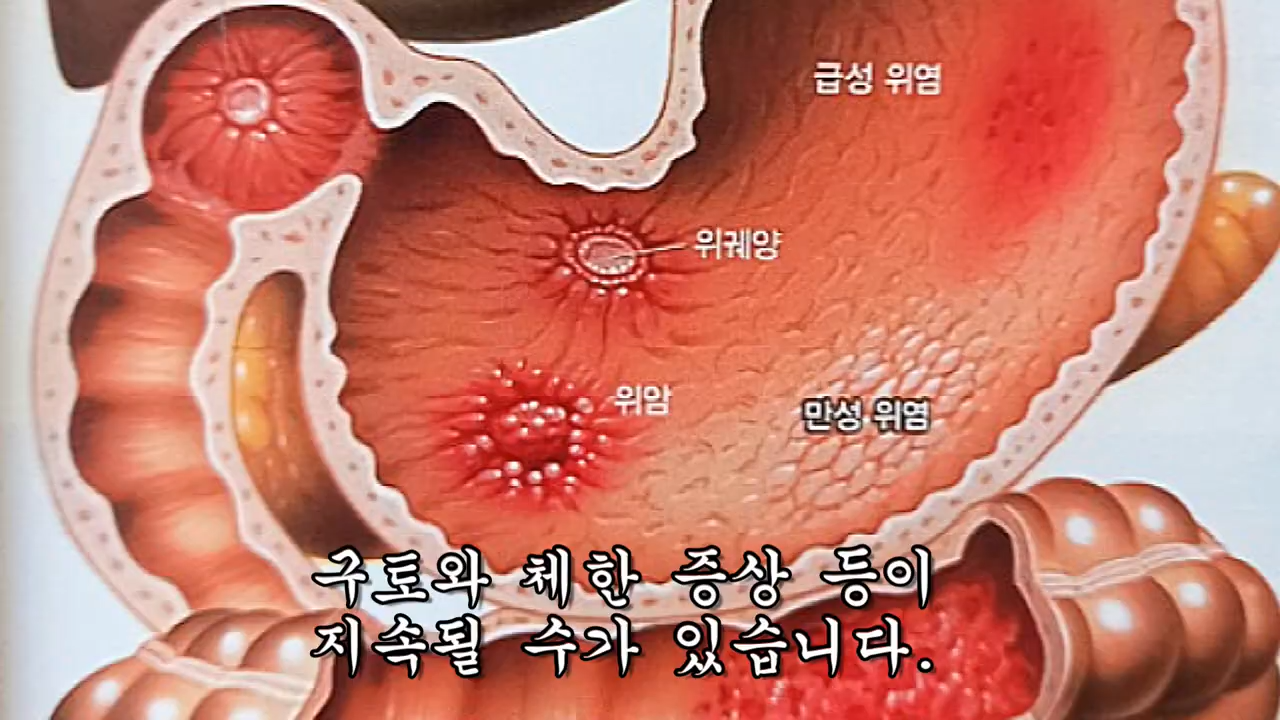 급성 위염
위궤양
위암
만성 위염
구토와 체한 증상 등이
지속될 수가 있습니다.